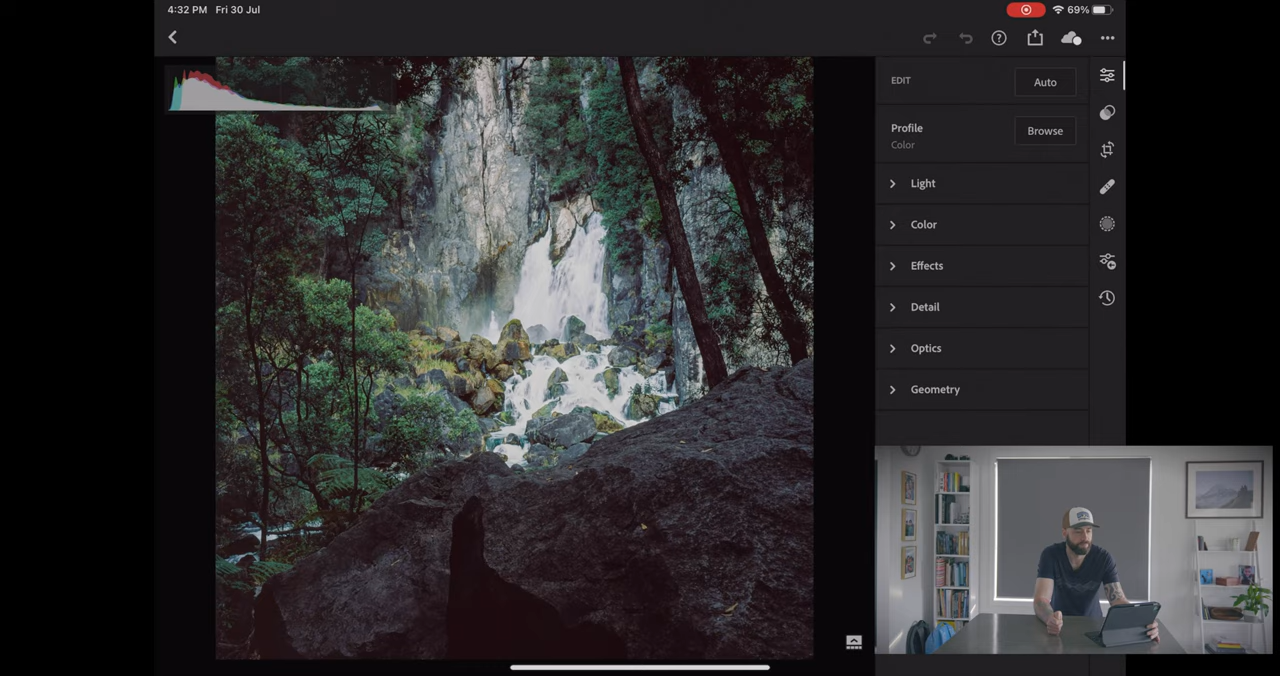 4:32 PM Fri 30 Jul
69%
EDIT
Auto
Profile
Color
Browse
Light
Color
Effects
Detail
Optics
Geometry